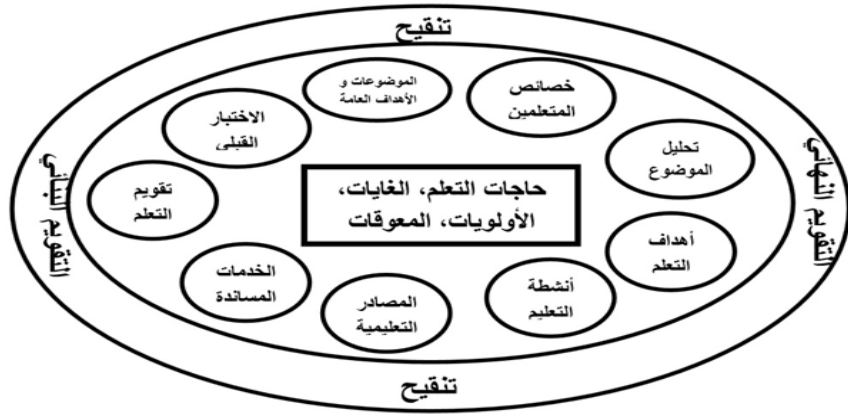 تنقيح
خصائص
المتعلمين
الموضوعات و
الأهداف العامة
الاختبار
القبلي
تحليل
الموضوع
تقويم
التعلم
حاجات التعلم، الغايات،
الأولويات، المعوقات
أهداف
التعلم
الخدمات
المساندة
أنشطة
التعليم
المصادر
التعليمية
التقويم النهائي
التقويم البنائي
تنقيح